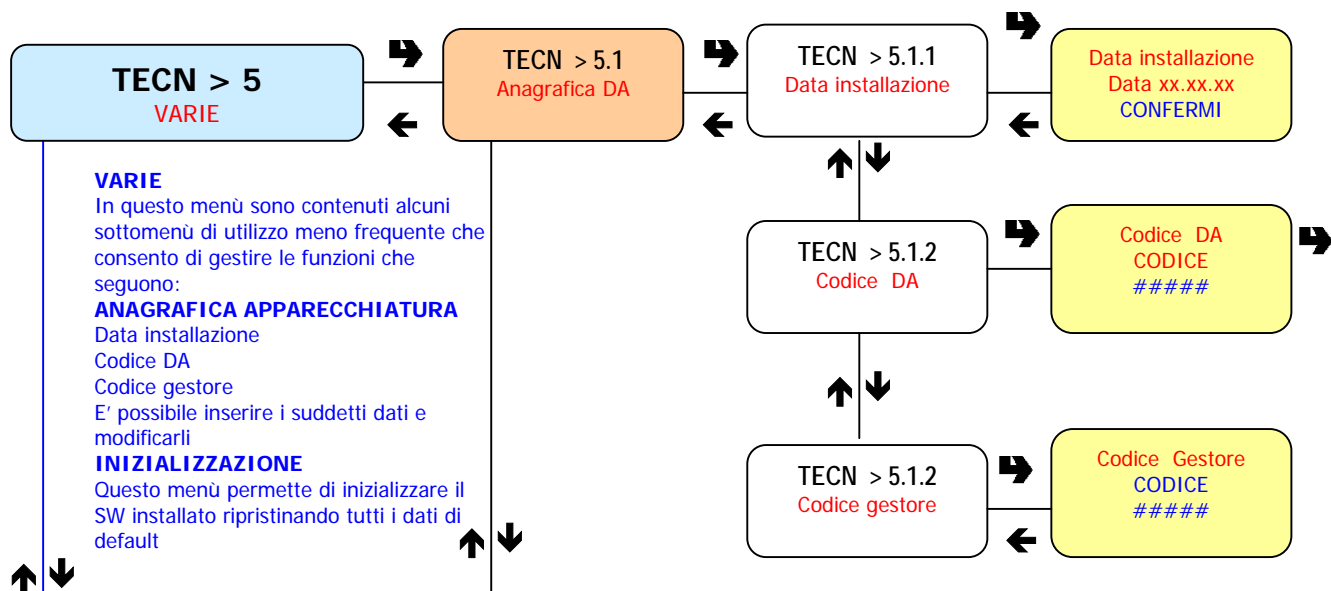 TECN > 5
VARIE
TECN > 5.1
Anagrafica DA
TECN > 5.1.1
Data installazione
Data installazione
Data xx.xx.xx
CONFERMI
VARIE
In questo menù sono contenuti alcuni
sottomenù di utilizzo meno frequente che
consento di gestire le funzioni che
seguono:
ANAGRAFICA APPARECCHIATURA
Data installazione
Codice DA
Codice gestore
E' possibile inserire i suddetti dati e
modificarli
INIZIALIZZAZIONE
Questo menù permette di inizializzare il
SW installato ripristinando tutti i dati di
default
TECN > 5.1.2
Codice DA
Codice DA
CODICE
#####
TECN > 5.1.2
Codice gestore
Codice Gestore
CODICE
#####